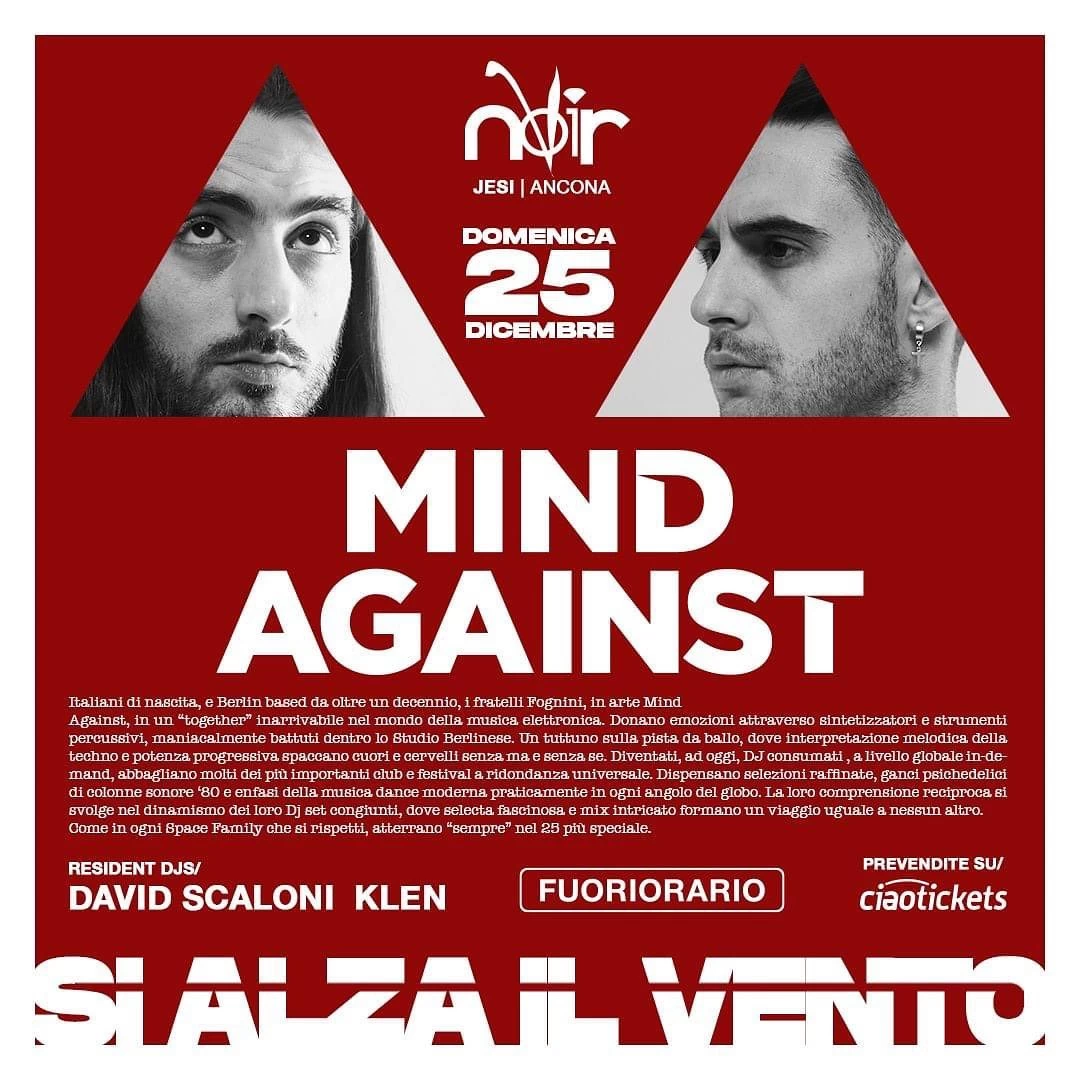 noir
JESI | ANCONA
DOMENICA
25
DICEMBRE
MIND
AGAINST
Italiani di nascita, e Berlin based da oltre un decennio, i fratelli Fognini, in arte Mind
Against, in un “together” inarrivabile nel mondo della musica elettronica. Donano emozioni attraverso sintetizzatori e strumenti
percussivi, maniacalmente battuti dentro lo Studio Berlinese. Un tuttuno sulla pista da ballo, dove interpretazione melodica della
techno e potenza progressiva spaccano cuori e cervelli senza ma e senza se. Diventati, ad oggi, DJ consumati , a livello globale in-de-
mand, abbagliano molti dei più importanti club e festival a ridondanza universale. Dispensano selezioni raffinate, ganci psichedelici
di colonne sonore ‘80 e enfasi della musica dance moderna praticamente in ogni angolo del globo. La loro comprensione reciproca si
svolge nel dinamismo dei loro Dj set congiunti, dove selecta fascinosa e mix intricato formano un viaggio uguale a nessun altro.
Come in ogni Space Family che si rispetti, atterrano “sempre” nel 25 più speciale.
RESIDENT DJS/
DAVID SCALONI KLEN
FUORIORARIO
PREVENDITE SU/
ciaotickets
SI ALZA IL VENTO